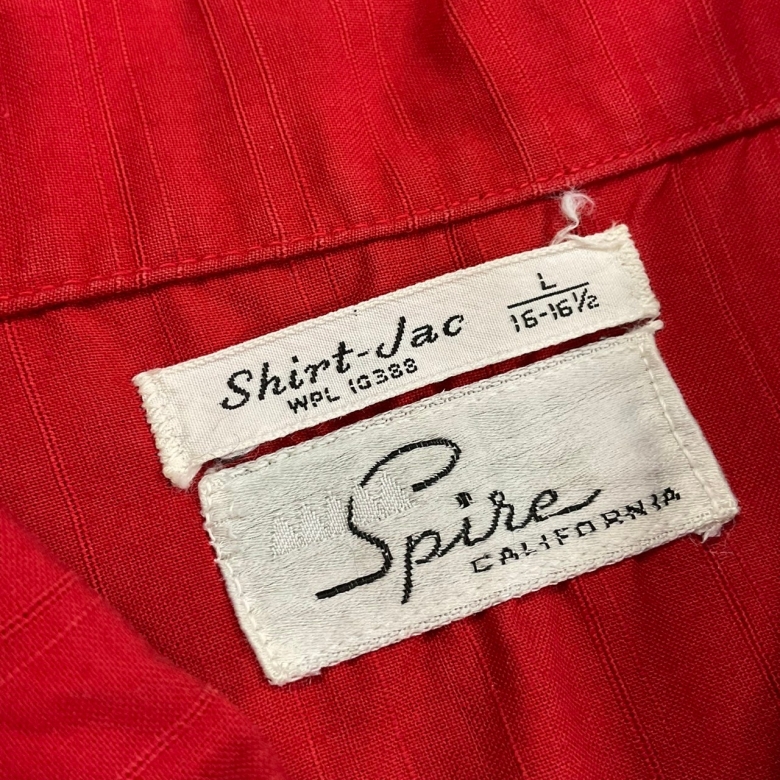 Shirt-Jac
WPL 10388
L
16-16½
Spire
CALIFORNIA